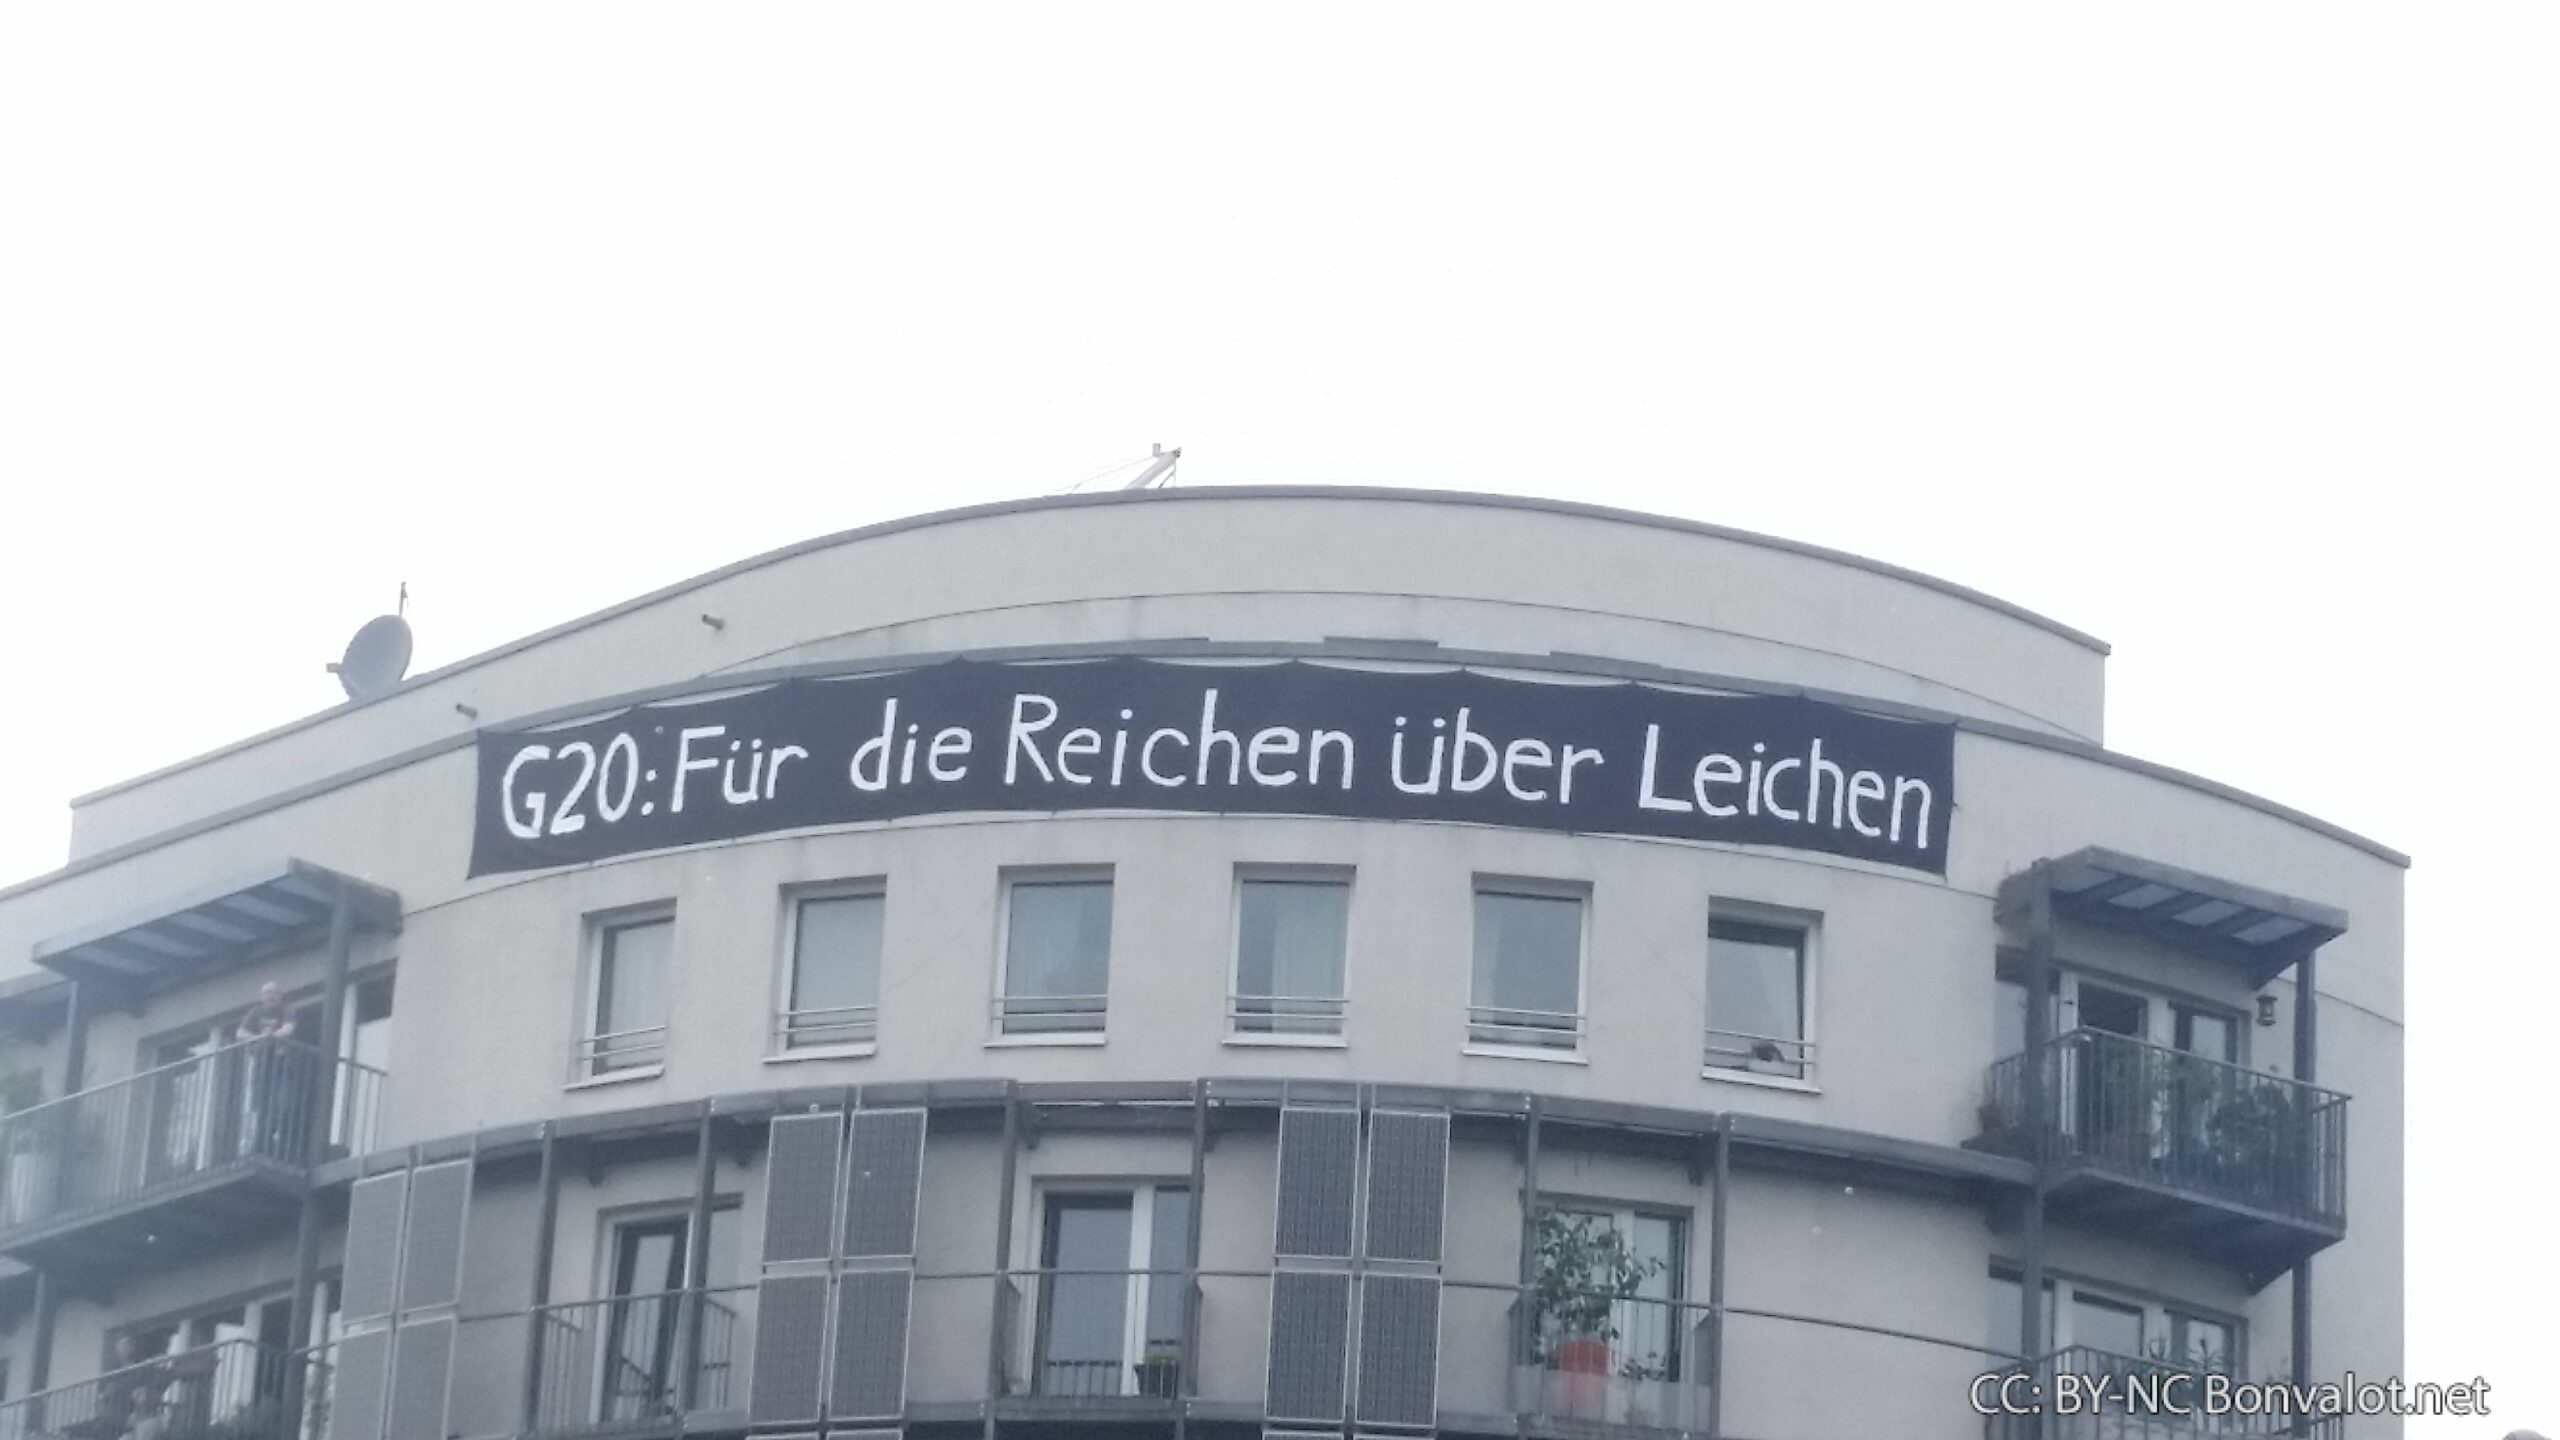 G20: Für die Reichen über Leichen
CC: BY-NC Bonvalot.net